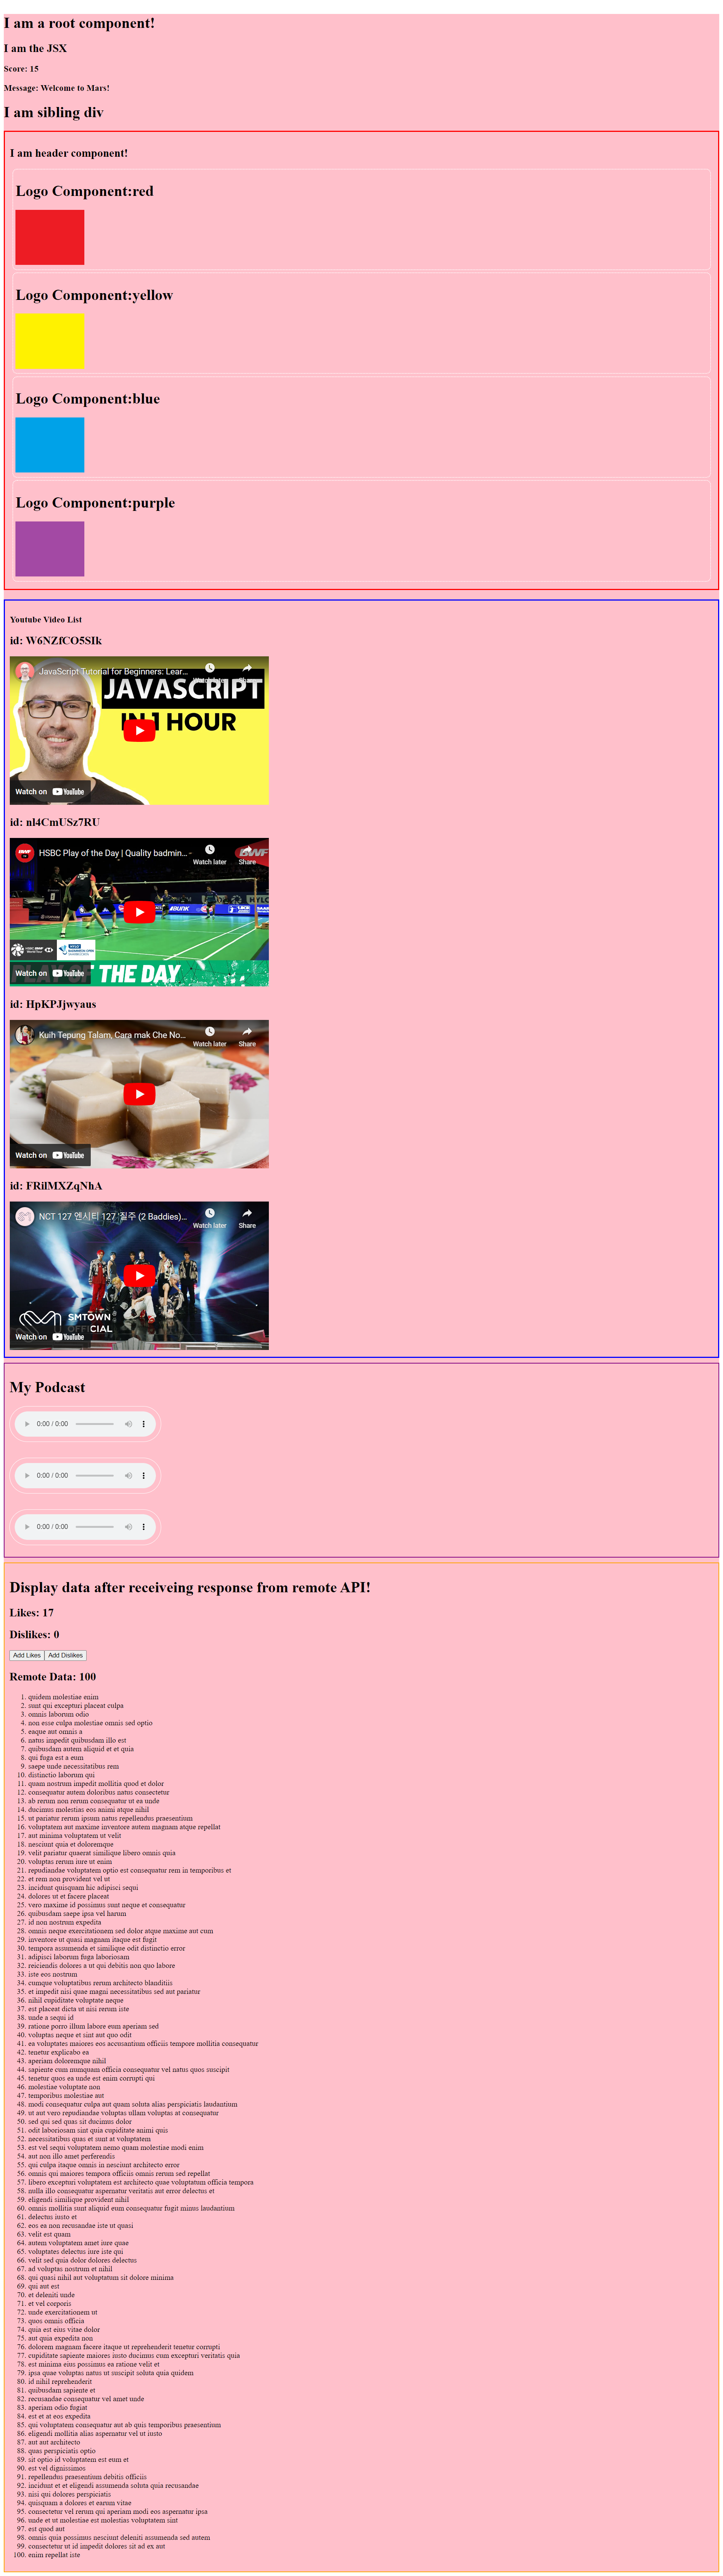 I am a root component!
I am the JSX
Score: 15
Message: Welcome to Mars!
I am sibling div
I am header component!
Logo Component:red
Logo Component:yellow
Logo Component:blue
Logo Component:purple
Youtube Video List
id: W6NZfCO5SIk
JavaScript Tutorial for Beginners: Lear...
JAVASCRIPT
IN 1 HOUR
Watch on YouTube
id: nl4CmUSz7RU
HSBC Play of the Day | Quality badmin... -
Watch later Share
PLAY OF THE DAY
Watch on YouTube
id: HpKPJjwyaus
Kuih Tepung Talam, Cara mak Che No...
Watch later Share
Watch on YouTube
id: FRilMXZqNhA
NCT 127 엔시티 127 '질주 (2 Baddies)...
Watch later Share
SMTOWN
OFFICIAL
Watch on YouTube
My Podcast
0:00 / 0:00
0:00 / 0:00
0:00 / 0:00
Display data after receiveing response from remote API!
Likes: 17
Dislikes: 0
Add Likes Add Dislikes
Remote Data: 100
1. quidem molestiae enim
2. sunt qui excepturi placeat culpa
3. omnis laborum odio
4. non esse culpa molestiae omnis sed optio
5. eaque aut omnis a
6. natus impedit quibusdam illo est
7. quibusdam autem aliquid et et quia
8. qui fuga est a eum
9. saepe unde necessitatibus rem
10. distinctio laborum qui
11. quam nostrum impedit mollitia quod et dolor
12. consequatur autem doloribus natus consectetur
13. ab rerum non rerum consequatur ut ea unde
14. ducimus molestias eos animi atque nihil
15. ut pariatur rerum ipsum natus repellendus praesentium
16. voluptatem aut maxime inventore autem magnam atque repellat
17. aut minima voluptatem ut velit
18. nesciunt quia et doloremque
19. velit pariatur quaerat similique libero omnis quia
20. voluptas rerum iure ut enim
21. repudiandae voluptatem optio est consequatur rem in temporibus et
22. et rem non provident vel ut
23. incidunt quisquam hic adipisci sequi
24. dolores ut et facere placeat
25. vero maxime id possimus sunt neque et consequatur
26. quibusdam saepe ipsa vel harum
27. id non nostrum expedita
28. omnis neque exercitationem sed dolor atque maxime aut cum
29. inventore ut quasi magnam itaque est fugit
30. tempora assumenda et similique odit distinctio error
31. adipisci laborum fuga laboriosam
32. reiciendis dolores a ut qui debitis non quo labore
33. iste eos nostrum
34. cumque voluptatibus rerum architecto blanditiis
35. et impedit nisi quae magni necessitatibus sed aut pariatur
36. nihil cupiditate voluptate neque
37. est placeat dicta ut nisi rerum iste
38. unde a sequi id
39. ratione porro illum labore eum aperiam sed
40. voluptas neque et sint aut quo odit
41. ea voluptates maiores eos accusantium officiis tempore mollitia consequatur
42. tenetur explicabo ea
43. aperiam doloremque nihil
44. sapiente cum numquam officia consequatur vel natus quos suscipit
45. tenetur quos ea unde est enim corrupti qui
46. molestiae voluptate non
47. temporibus molestiae aut
48. modi consequatur culpa aut quam soluta alias perspiciatis laudantium
49. ut aut vero repudiandae voluptas ullam voluptas at consequatur
50. sed qui sed quas sit ducimus dolor
51. odit laboriosam sint quia cupiditate animi quis
52. necessitatibus quas et sunt at voluptatem
53. est vel sequi voluptatem nemo quam molestiae modi enim
54. aut non illo amet perferendis
55. qui culpa itaque omnis in nesciunt architecto error
56. omnis qui maiores tempora officiis omnis rerum sed repellat
57. libero excepturi voluptatem est architecto quae voluptatum officia tempora
58. nulla illo consequatur aspernatur veritatis aut error delectus et
59. eligendi similique provident nihil
60. omnis mollitia sunt aliquid eum consequatur fugit minus laudantium
61. delectus iusto et
62. eos ea non recusandae iste ut quasi
63. velit est quam
64. autem voluptatem amet iure quae
65. voluptates delectus iure iste qui
66. velit sed quia dolor dolores delectus
67. ad voluptas nostrum et nihil
68. qui quasi nihil aut voluptatum sit dolore minima
69. qui aut est
70. et deleniti unde
71. et vel corporis
72. unde exercitationem ut
73. quos omnis officia
74. quia est eius vitae dolor
75. aut quia expedita non
76. dolorem magnam facere itaque ut reprehenderit tenetur corrupti
77. cupiditate sapiente maiores iusto ducimus cum excepturi veritatis quia
78. est minima eius possimus ea ratione velit et
79. ipsa quae voluptas natus ut suscipit soluta quia quidem
80. id nihil reprehenderit
81. quibusdam sapiente et
82. recusandae consequatur vel amet unde
83. aperiam odio fugiat
84. est et at eos expedita
85. qui voluptatem consequatur aut ab quis temporibus praesentium
86. eligendi mollitia alias aspernatur vel ut iusto
87. aut aut architecto
88. quas perspiciatis optio
89. sit optio id voluptatem est eum et
90. est vel dignissimos
91. repellendus praesentium debitis officiis
92. incidunt et et eligendi assumenda soluta quia recusandae
93. nisi qui dolores perspiciatis
94. quisquam a dolores et earum vitae
95. consectetur vel rerum qui aperiam modi eos aspernatur ipsa
96. unde et ut molestiae est molestias voluptatem sint
97. est quod aut
98. omnis quia possimus nesciunt deleniti assumenda sed autem
99. consectetur ut id impedit dolores sit ad ex aut
100. enim repellat iste